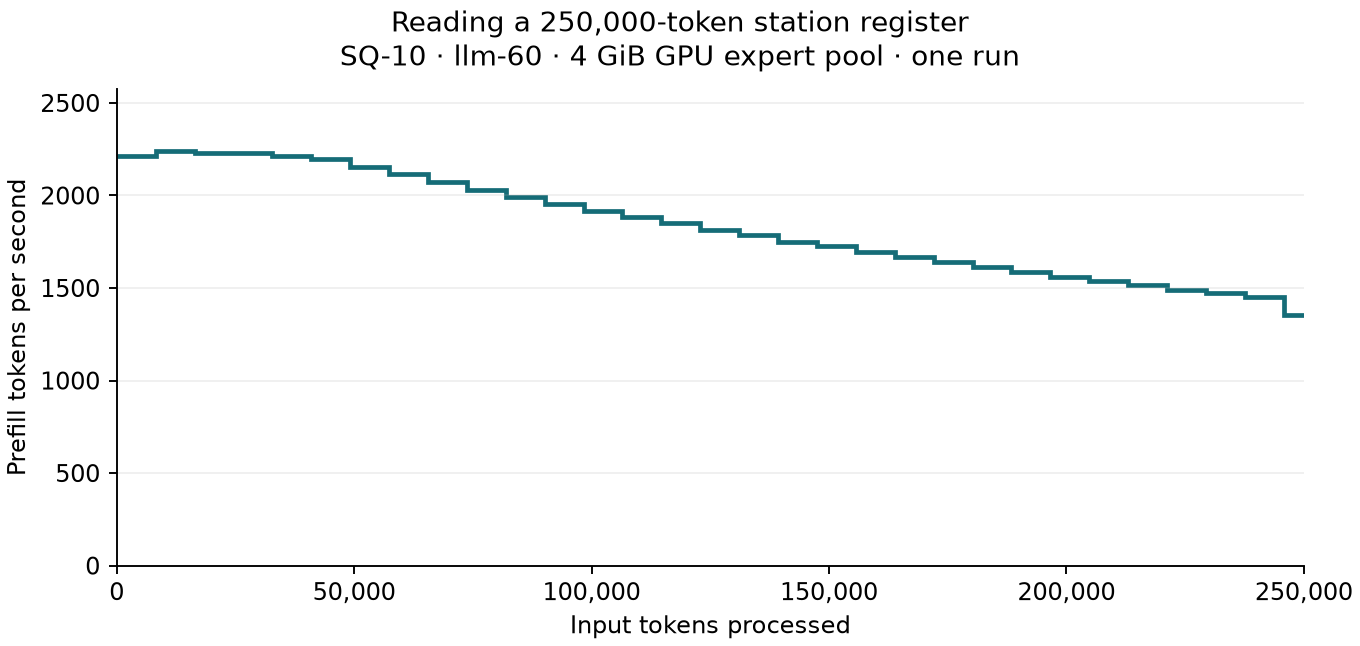 Reading a 250,000-token station register
SQ-10 · llm-60 · 4 GiB GPU expert pool · one run
Prefill tokens per second
2500
2000
1500
1000
500
0
0 50,000 100,000 150,000 200,000 250,000
Input tokens processed